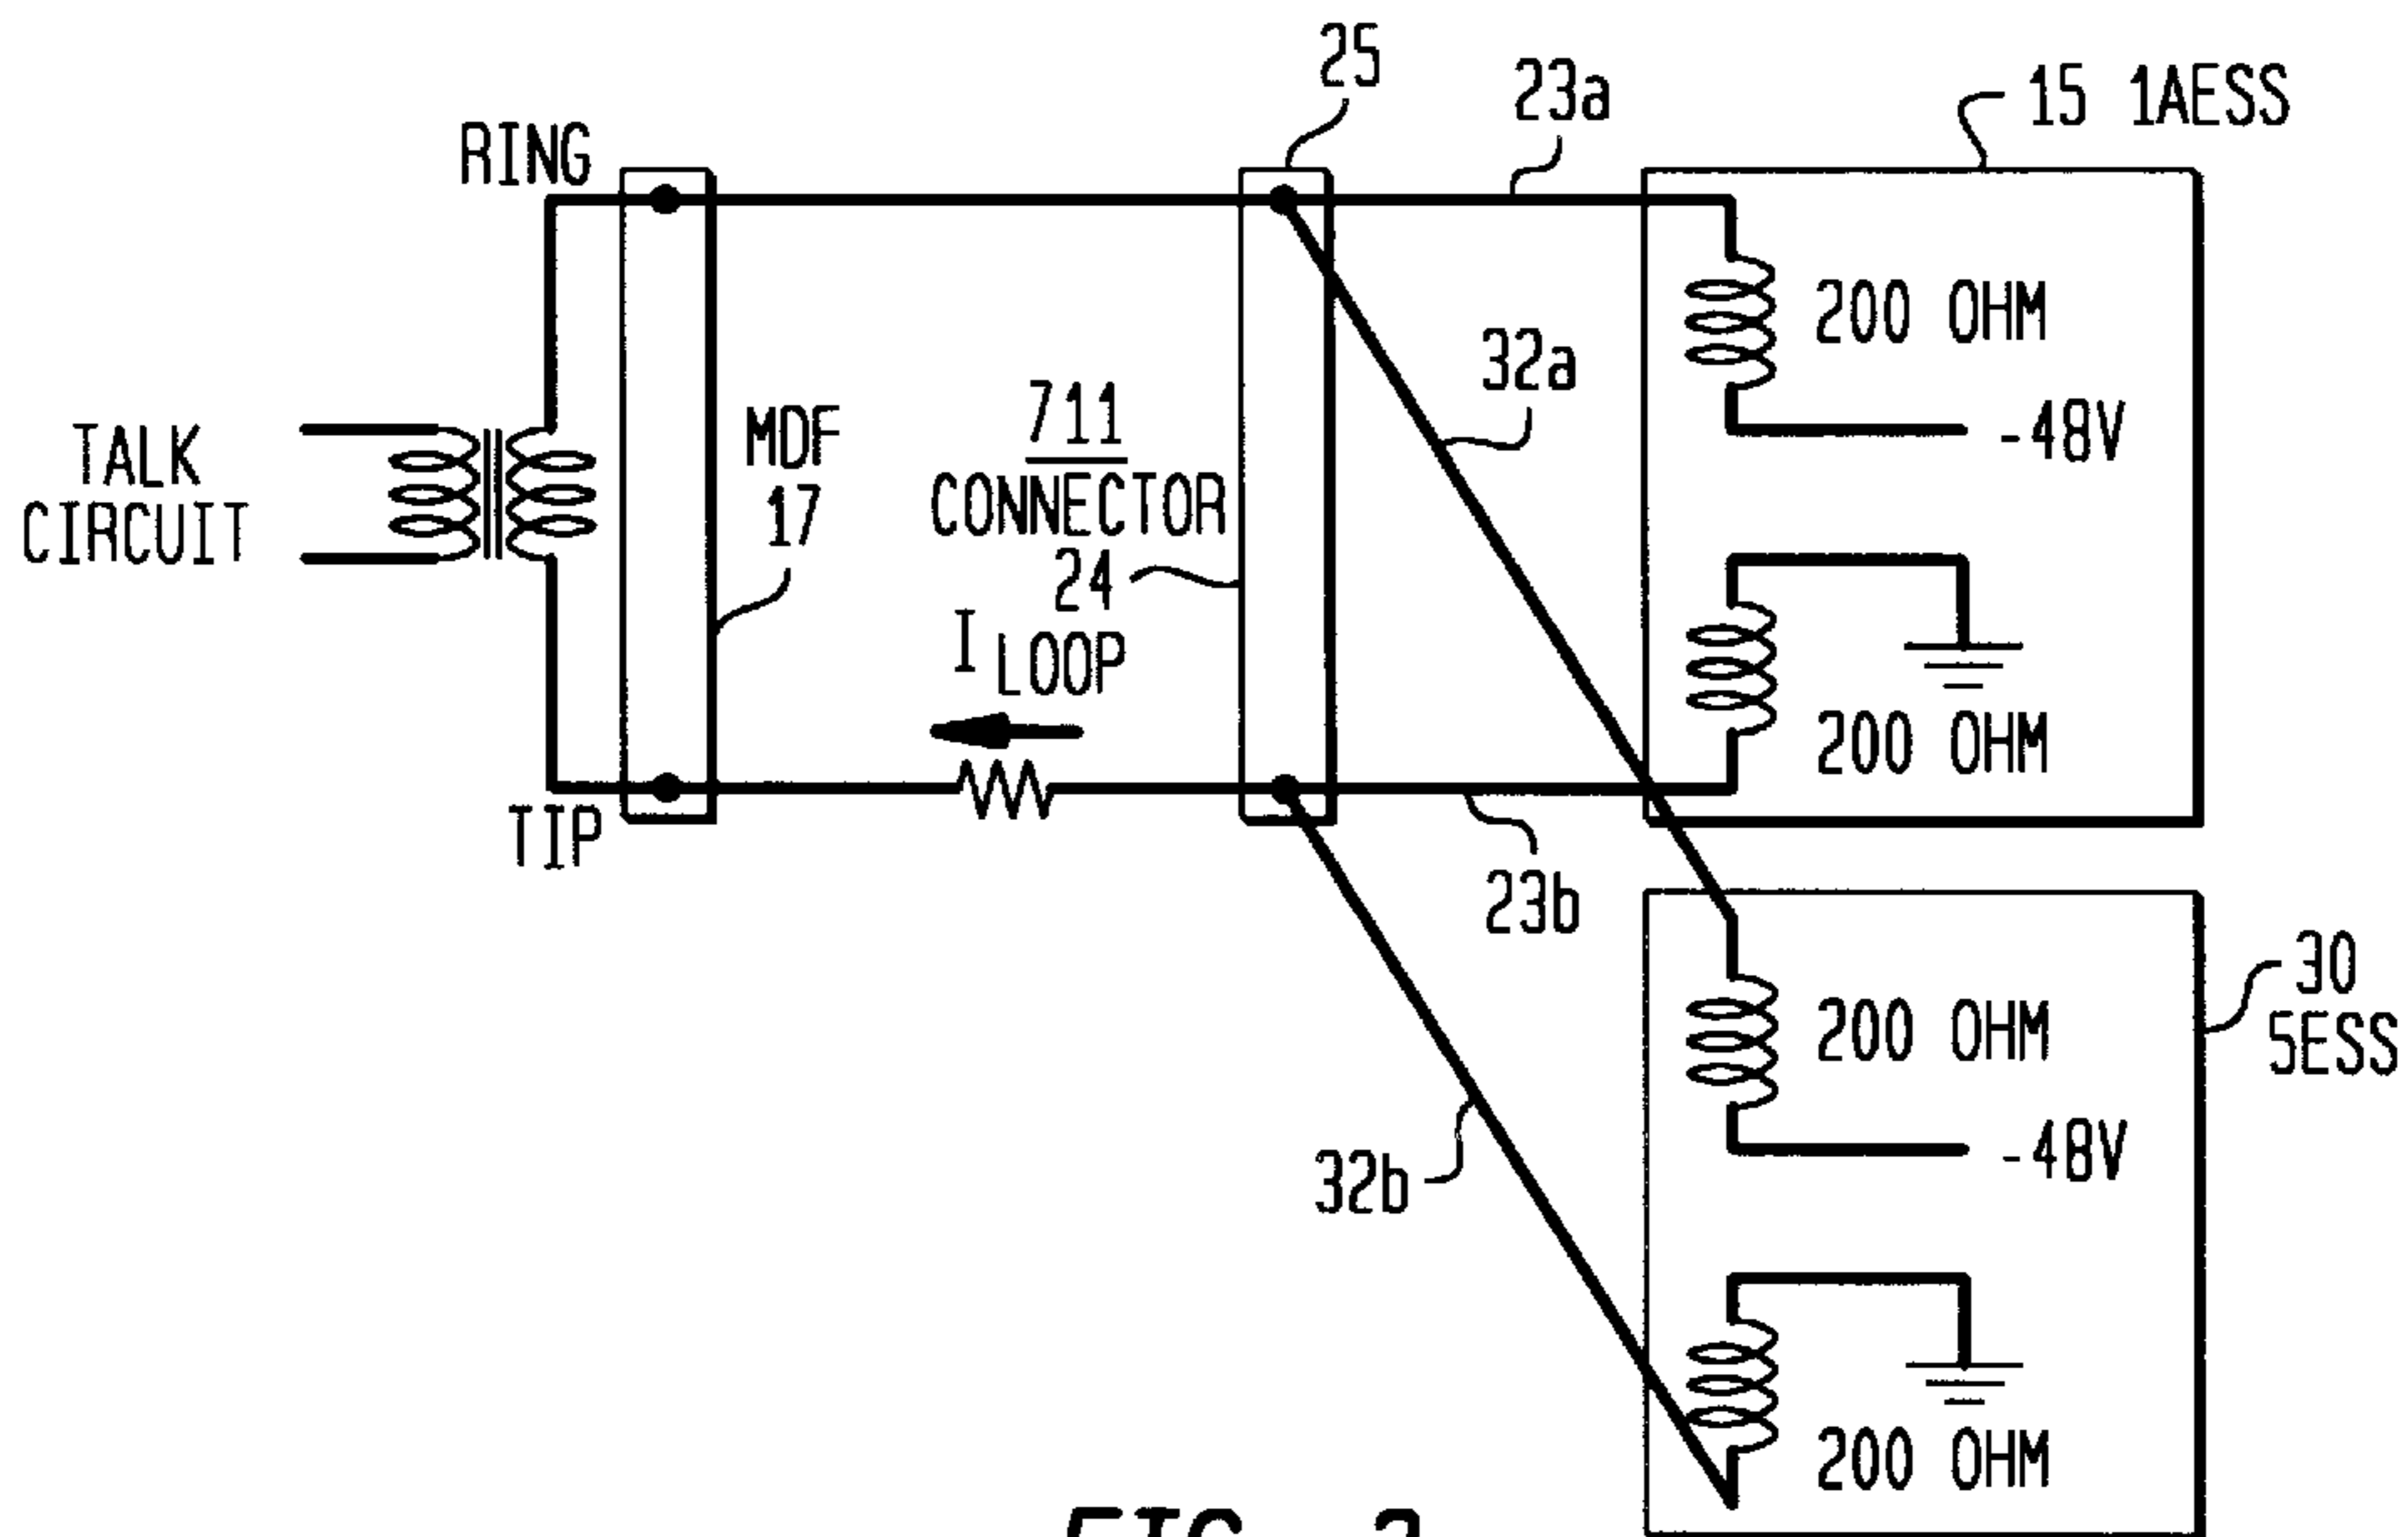 25
23a
15 1AESS
RING
200 OHM
32a
711
CONNECTOR
24
MDF
17
-48V
TALK
CIRCUIT
I LOOP
200 OHM
TIP
23b
30
5ESS
200 OHM
-48V
32b
200 OHM